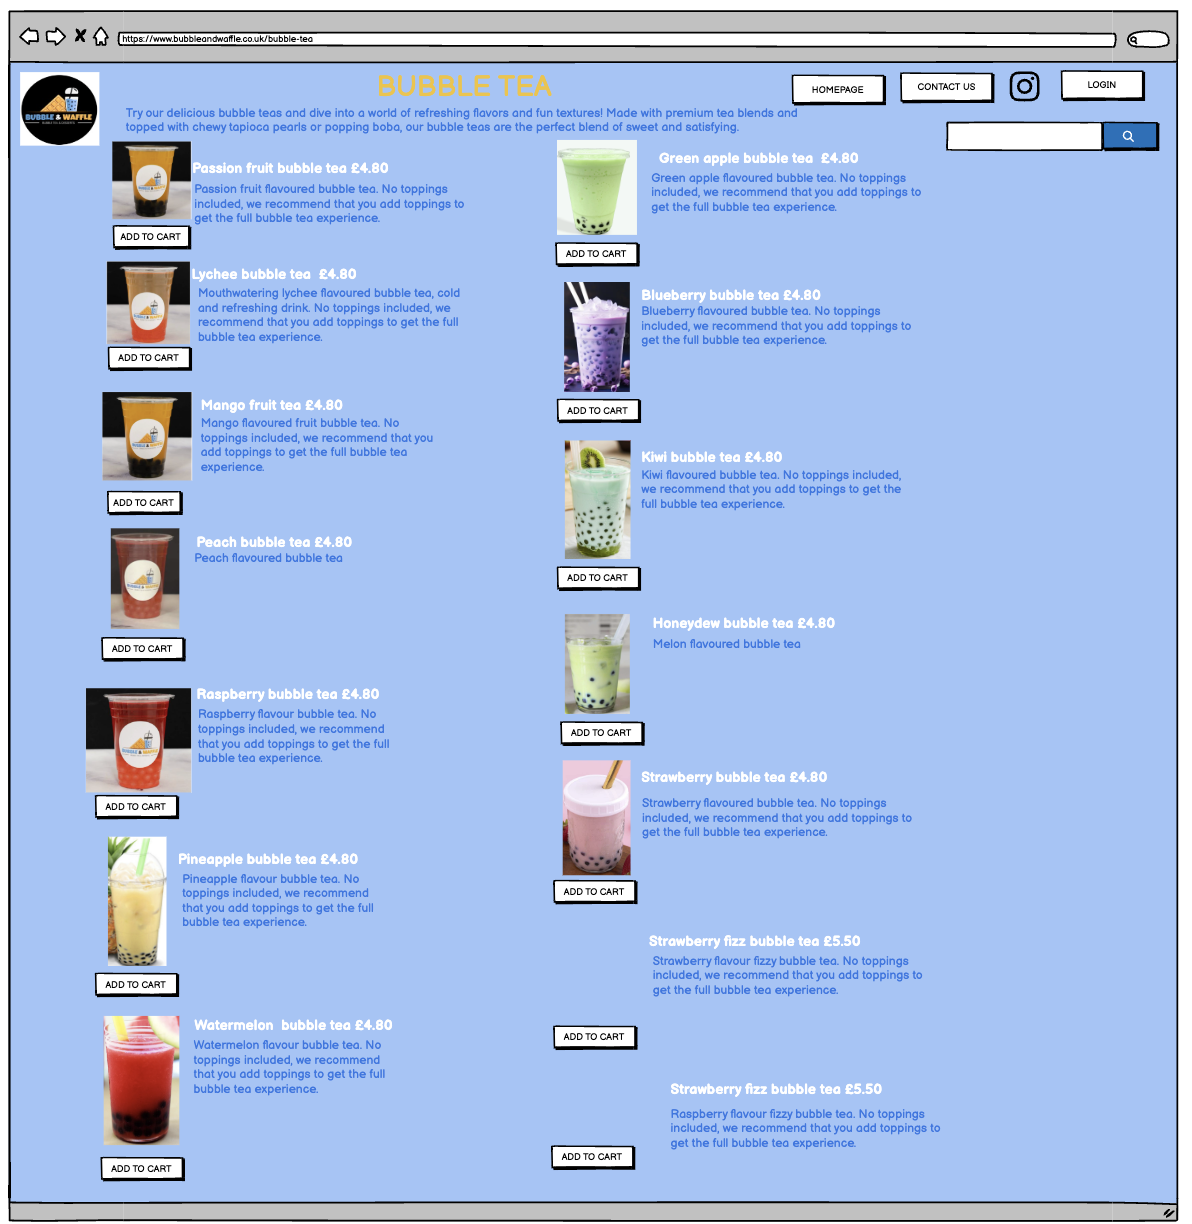 https://www.bubbleandwaffle.co.uk/bubble-tea
BUBBLE & WAFFLE
BUBBLE TEA
HOMEPAGE
CONTACT US
LOGIN
Try our delicious bubble teas and dive into a world of refreshing flavors and fun textures! Made with premium tea blends and
topped with chewy tapioca pearls or popping boba, our bubble teas are the perfect blend of sweet and satisfying.
Passion fruit bubble tea £4.80
Passion fruit flavoured bubble tea. No toppings
included, we recommend that you add toppings to
get the full bubble tea experience.
ADD TO CART
Lychee bubble tea  £4.80
Mouthwatering lychee flavoured bubble tea, cold
and refreshing drink. No toppings included, we
recommend that you add toppings to get the full
bubble tea experience.
ADD TO CART
Mango fruit tea £4.80
Mango flavoured fruit bubble tea. No
toppings included, we recommend that you
add toppings to get the full bubble tea
experience.
ADD TO CART
Peach bubble tea £4.80
Peach flavoured bubble tea
BUBBLE & WAFFLE
ADD TO CART
Raspberry bubble tea £4.80
Raspberry flavour bubble tea. No
toppings included, we recommend
that you add toppings to get the full
bubble tea experience.
BUBBLE & WAFFLE
ADD TO CART
Pineapple bubble tea £4.80
Pineapple flavour bubble tea. No
toppings included, we recommend
that you add toppings to get the full
bubble tea experience.
ADD TO CART
Watermelon  bubble tea £4.80
Watermelon flavour bubble tea. No
toppings included, we recommend
that you add toppings to get the full
bubble tea experience.
ADD TO CART
Green apple bubble tea  £4.80
Green apple flavoured bubble tea. No toppings
included, we recommend that you add toppings to
get the full bubble tea experience.
ADD TO CART
Blueberry bubble tea £4.80
Blueberry flavoured bubble tea. No toppings
included, we recommend that you add toppings to
get the full bubble tea experience.
ADD TO CART
Kiwi bubble tea £4.80
Kiwi flavoured bubble tea. No toppings included,
we recommend that you add toppings to get the
full bubble tea experience.
ADD TO CART
Honeydew bubble tea £4.80
Melon flavoured bubble tea
ADD TO CART
Strawberry bubble tea £4.80
Strawberry flavoured bubble tea. No toppings
included, we recommend that you add toppings to
get the full bubble tea experience.
ADD TO CART
Strawberry fizz bubble tea £5.50
Strawberry flavour fizzy bubble tea. No toppings
included, we recommend that you add toppings to
get the full bubble tea experience.
ADD TO CART
Strawberry fizz bubble tea £5.50
Raspberry flavour fizzy bubble tea. No toppings
included, we recommend that you add toppings to
get the full bubble tea experience.
ADD TO CART